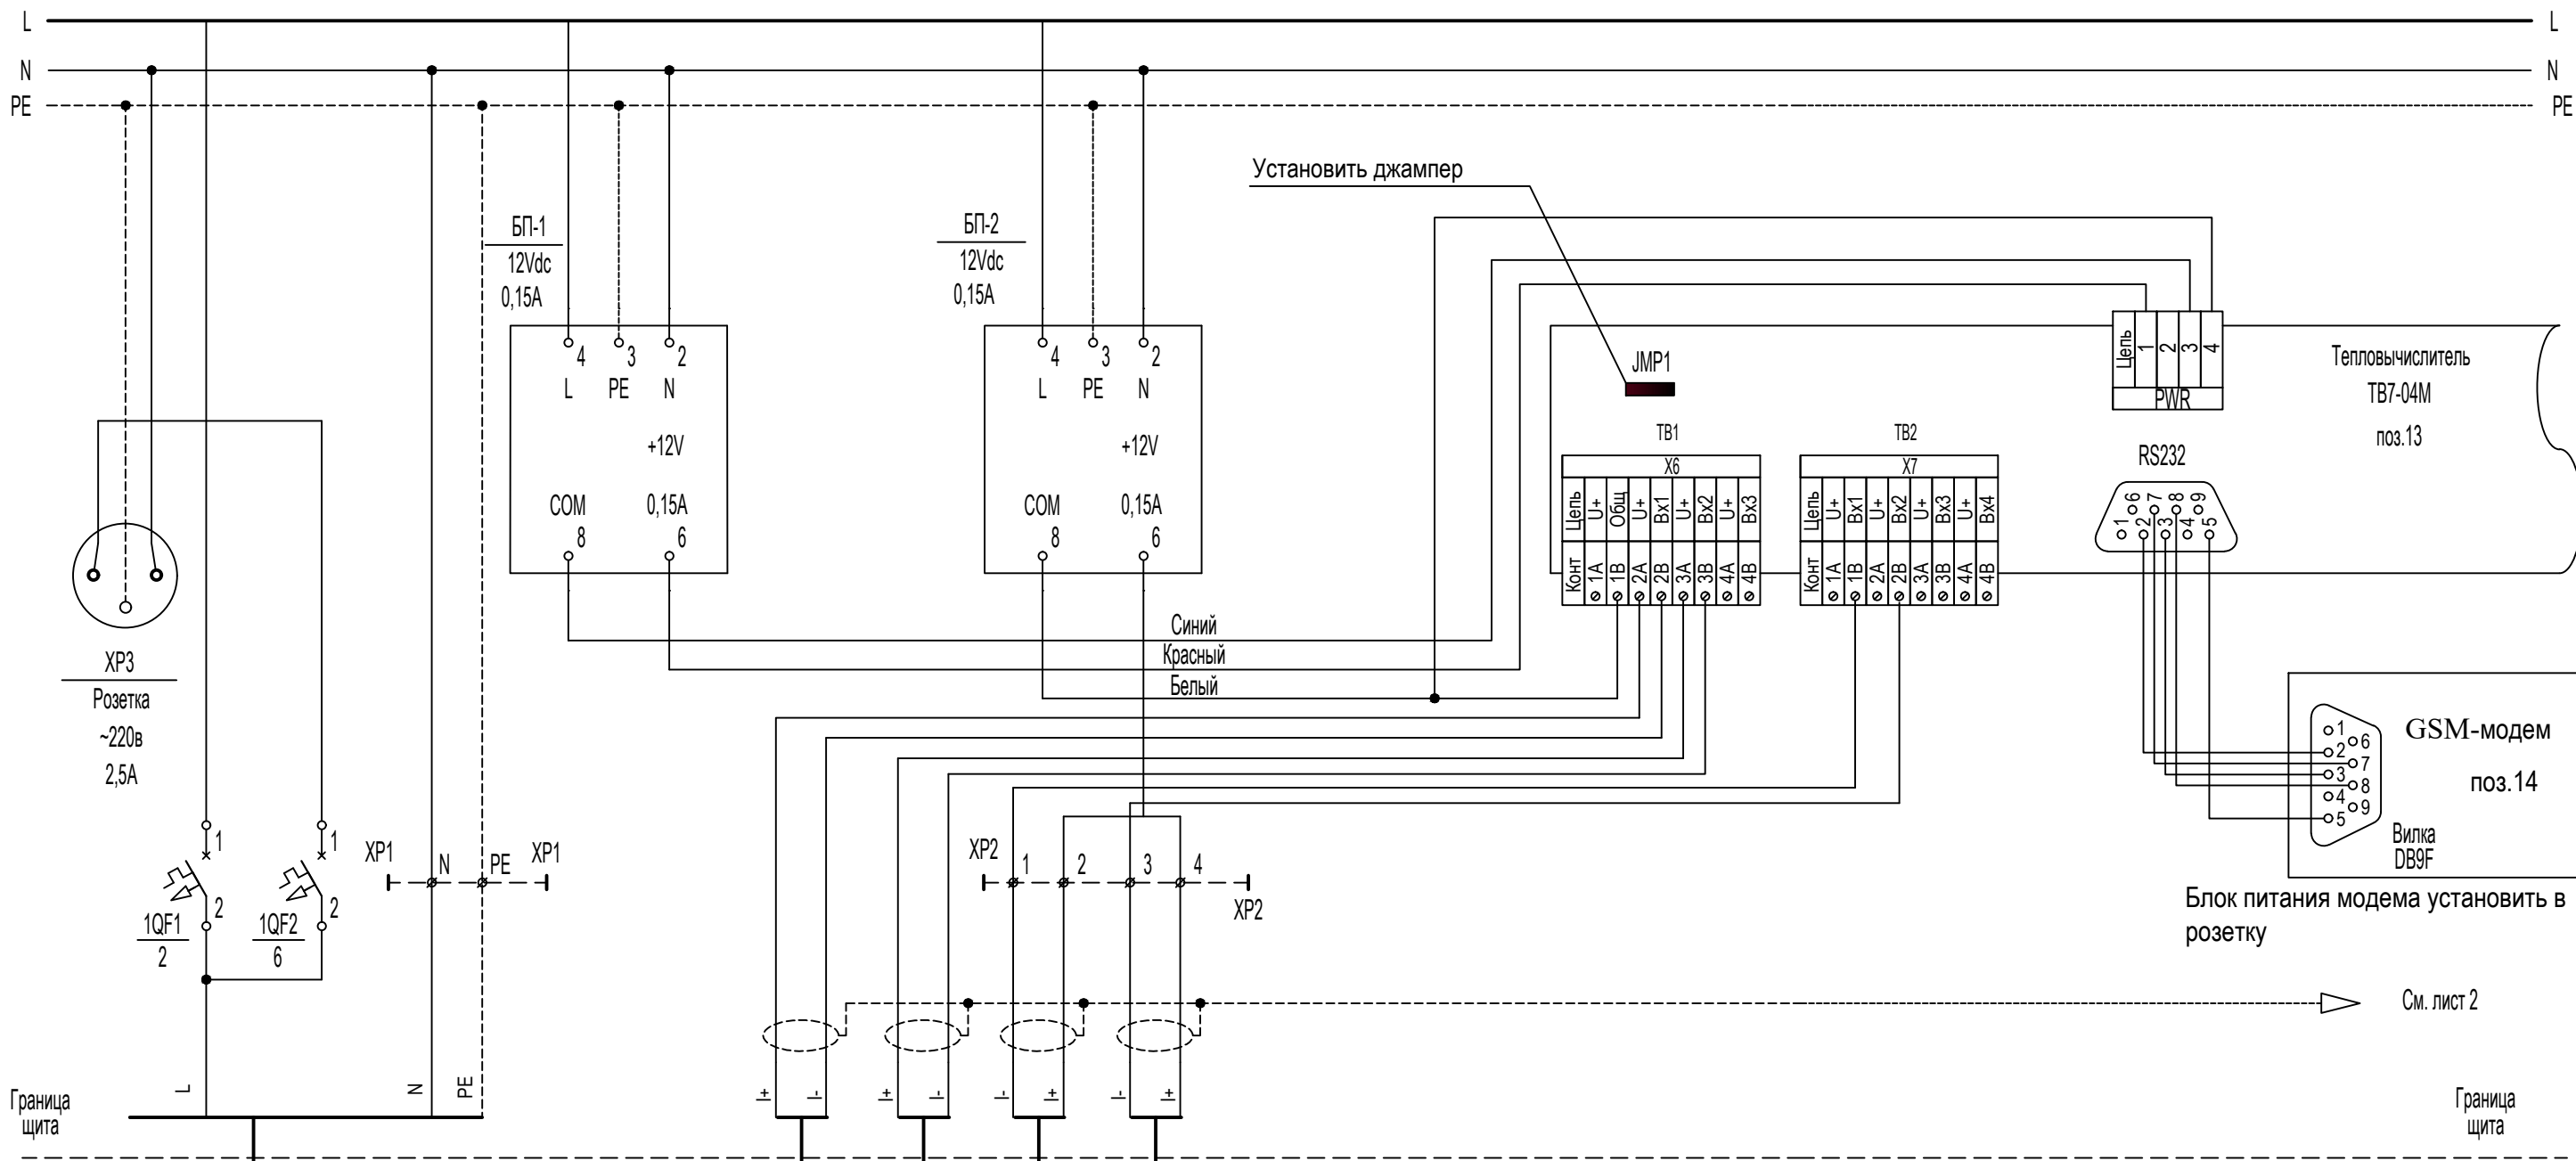 L
L
N
N
PE
PE
Установить джампер
БП-1
12Vdc
0,15А
БП-2
12Vdc
0,15А
4
3
2
L
PE
N
+12V
COM
0,15А
8
6
4
3
2
L
PE
N
+12V
COM
0,15А
8
6
JMP1
Цепь
1
2
3
4
PWR
Тепловычислитель
ТВ7-04М
поз.13
ТВ1
X6
Цепь
U+
Общ
U+
Вх1
U+
Вх2
U+
Вх3
Конт
1А
1В
2А
2В
3А
3В
4А
4В
ТВ2
X7
Цепь
U+
Вх1
U+
Вх2
U+
Вх3
U+
Вх4
Конт
1А
1В
2А
2В
3А
3В
4А
4В
RS232
6
7
8
9
1
2
3
4
5
Синий
Красный
Белый
ХР3
Розетка
~220в
2,5А
GSM-модем
поз.14
1
6
2
7
3
8
4
9
5
Вилка
DB9F
Блок питания модема установить в
розетку
1
2
1QF1
2
1
2
1QF2
6
ХР1
N
PE
ХР1
ХР2
1
2
3
4
ХР2
См. лист 2
L
N
PE
I+
I-
I+
I-
I-
I+
I-
I+
Граница
щита
Граница
щита